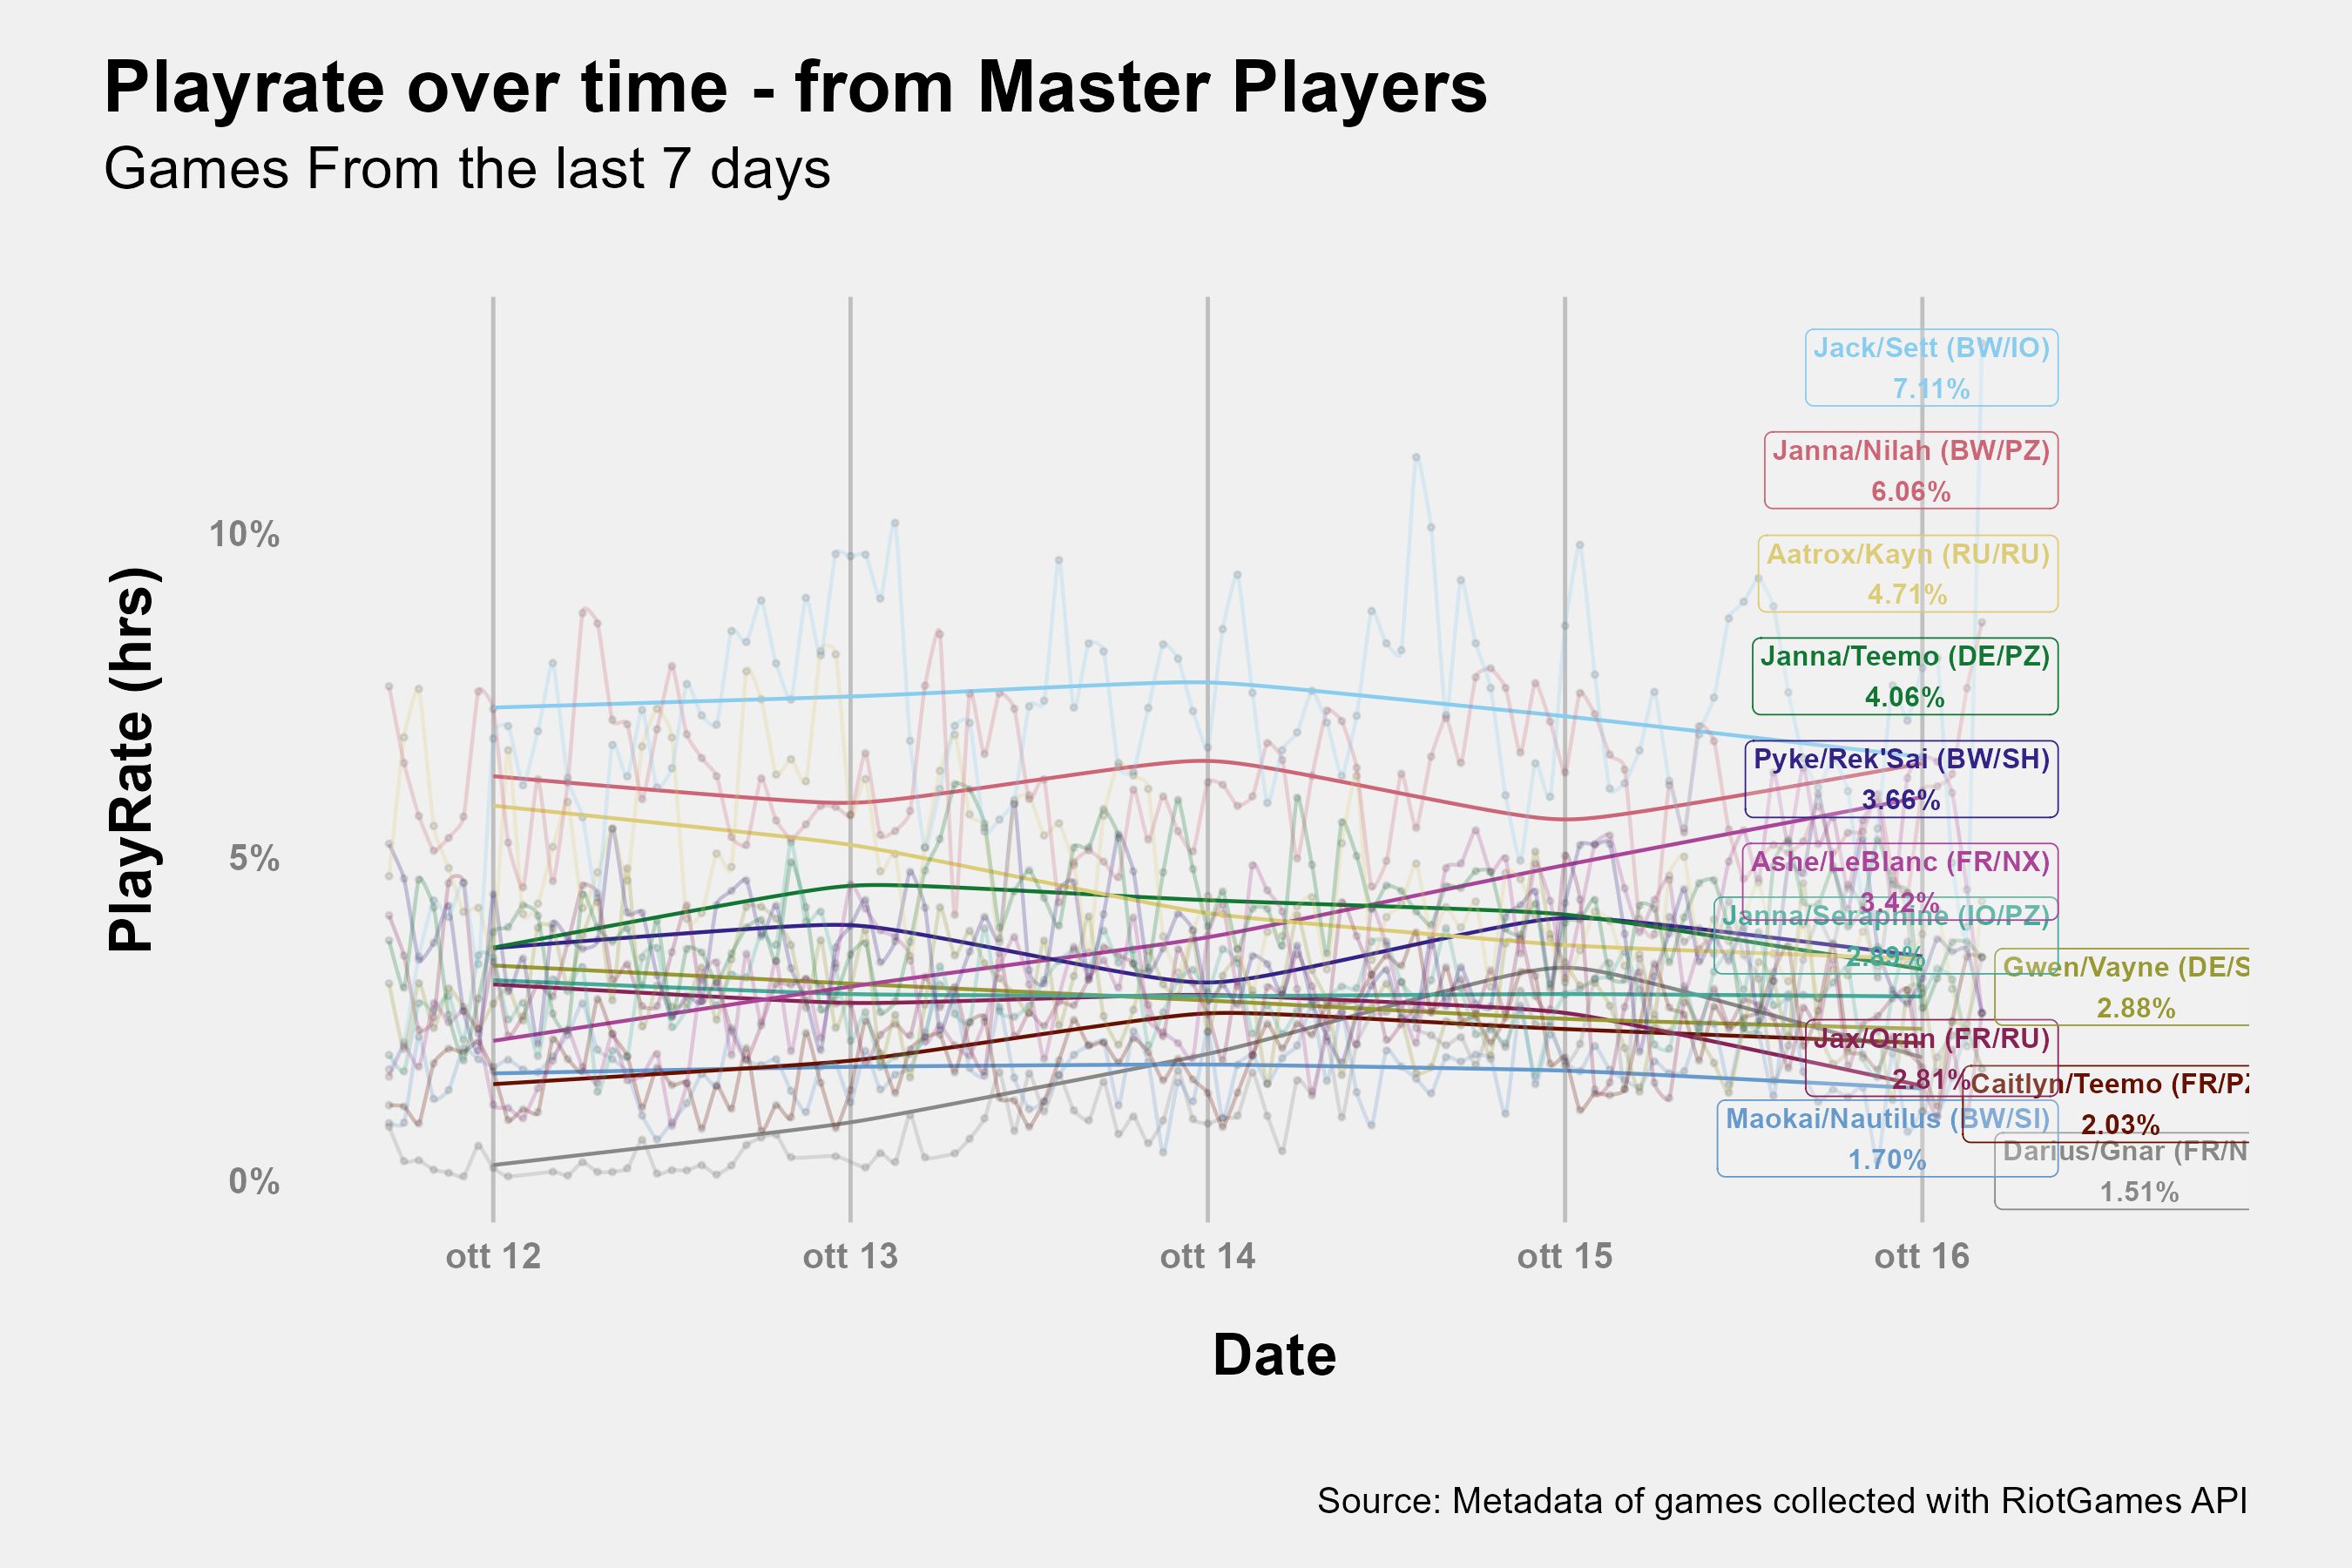 Playrate over time - from Master Players
Games From the last 7 days
PlayRate (hrs)
10%
5%
0%
Jack/Sett (BW/IO)
7.11%
Janna/Nilah (BW/PZ)
6.06%
Aatrox/Kayn (RU/RU)
4.71%
Janna/Teemo (DE/PZ)
4.06%
Pyke/Rek'Sai (BW/SH)
3.66%
Ashe/LeBlanc (FR/NX)
3.42%
Janna/Seraphine (IO/PZ)
2.89%
Gwen/Vayne (DE/S
2.88%
Jax/Ornn (FR/RU)
2.81%
Caitlyn/Teemo (FR/PZ
2.03%
Maokai/Nautilus (BW/SI)
1.70%
Darius/Gnar (FR/N
1.51%
ott 12
ott 13
ott 14
ott 15
ott 16
Date
Source: Metadata of games collected with RiotGames API